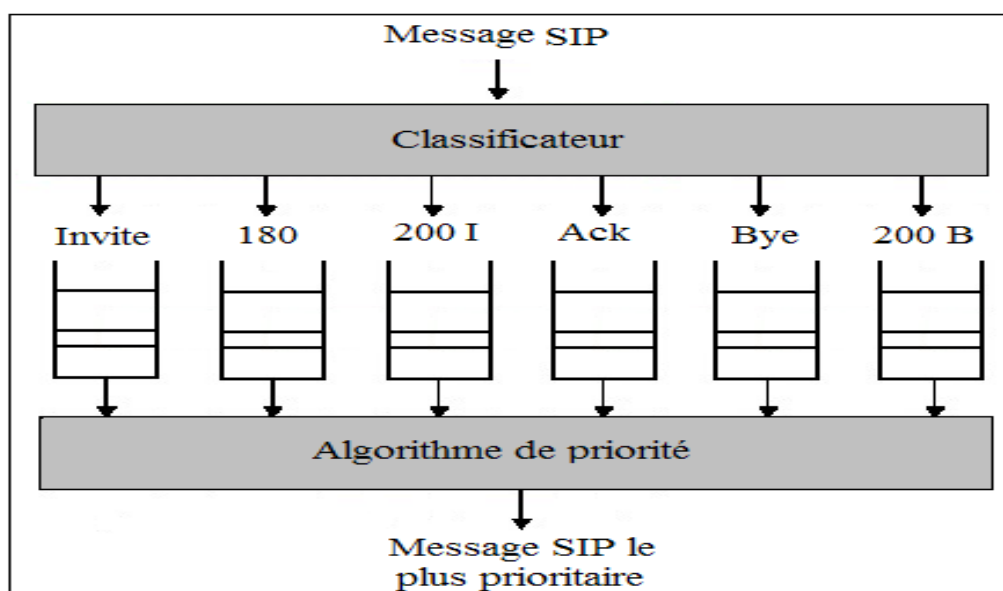 Message SIP
Classificateur
Invite 180 200 I Ack Bye 200 B
Algorithme de priorité
Message SIP le
plus prioritaire